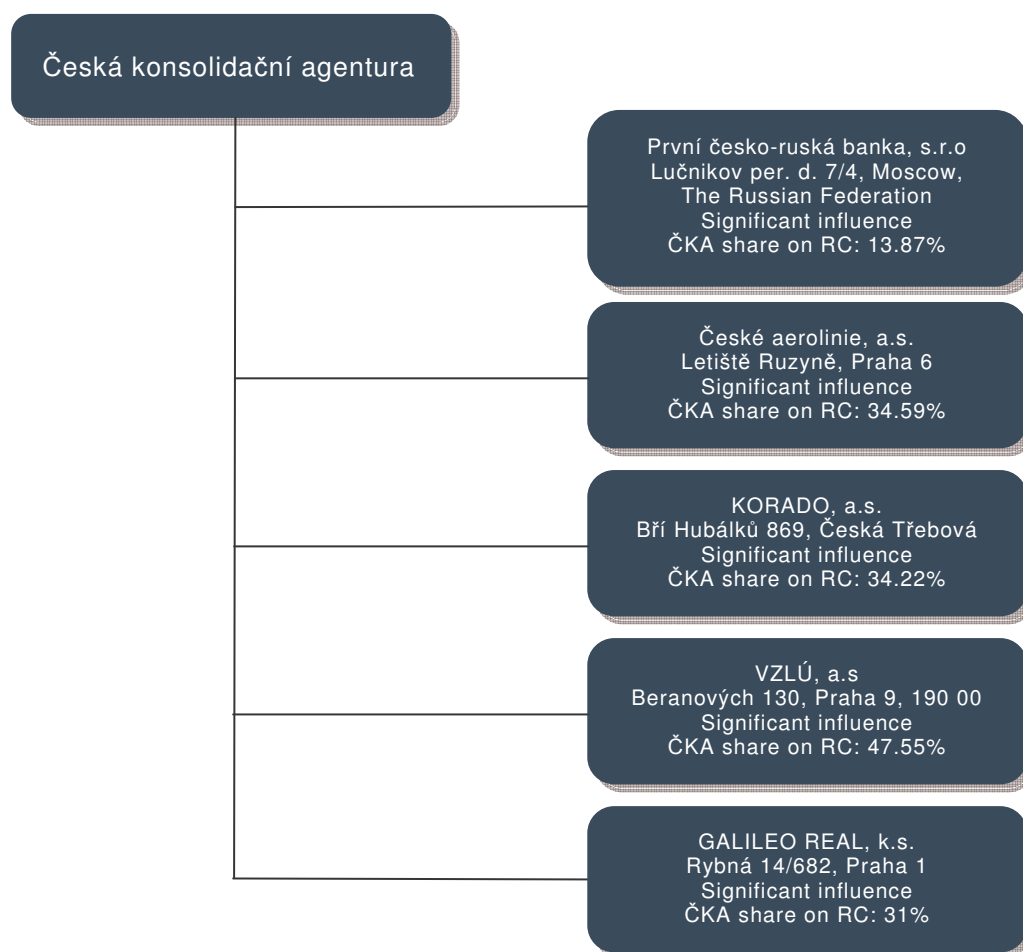 Česká konsolidační agentura
První česko-ruská banka, s.r.o
Lučnikov per. d. 7/4, Moscow,
The Russian Federation
Significant influence
ČKA share on RC: 13.87%
České aerolinie, a.s.
Letiště Ruzyně, Praha 6
Significant influence
ČKA share on RC: 34.59%
KORADO, a.s.
Bří Hubálků 869, Česká Třebová
Significant influence
ČKA share on RC: 34.22%
VZLÚ, a.s
Beranových 130, Praha 9, 190 00
Significant influence
ČKA share on RC: 47.55%
GALILEO REAL, k.s.
Rybná 14/682, Praha 1
Significant influence
ČKA share on RC: 31%